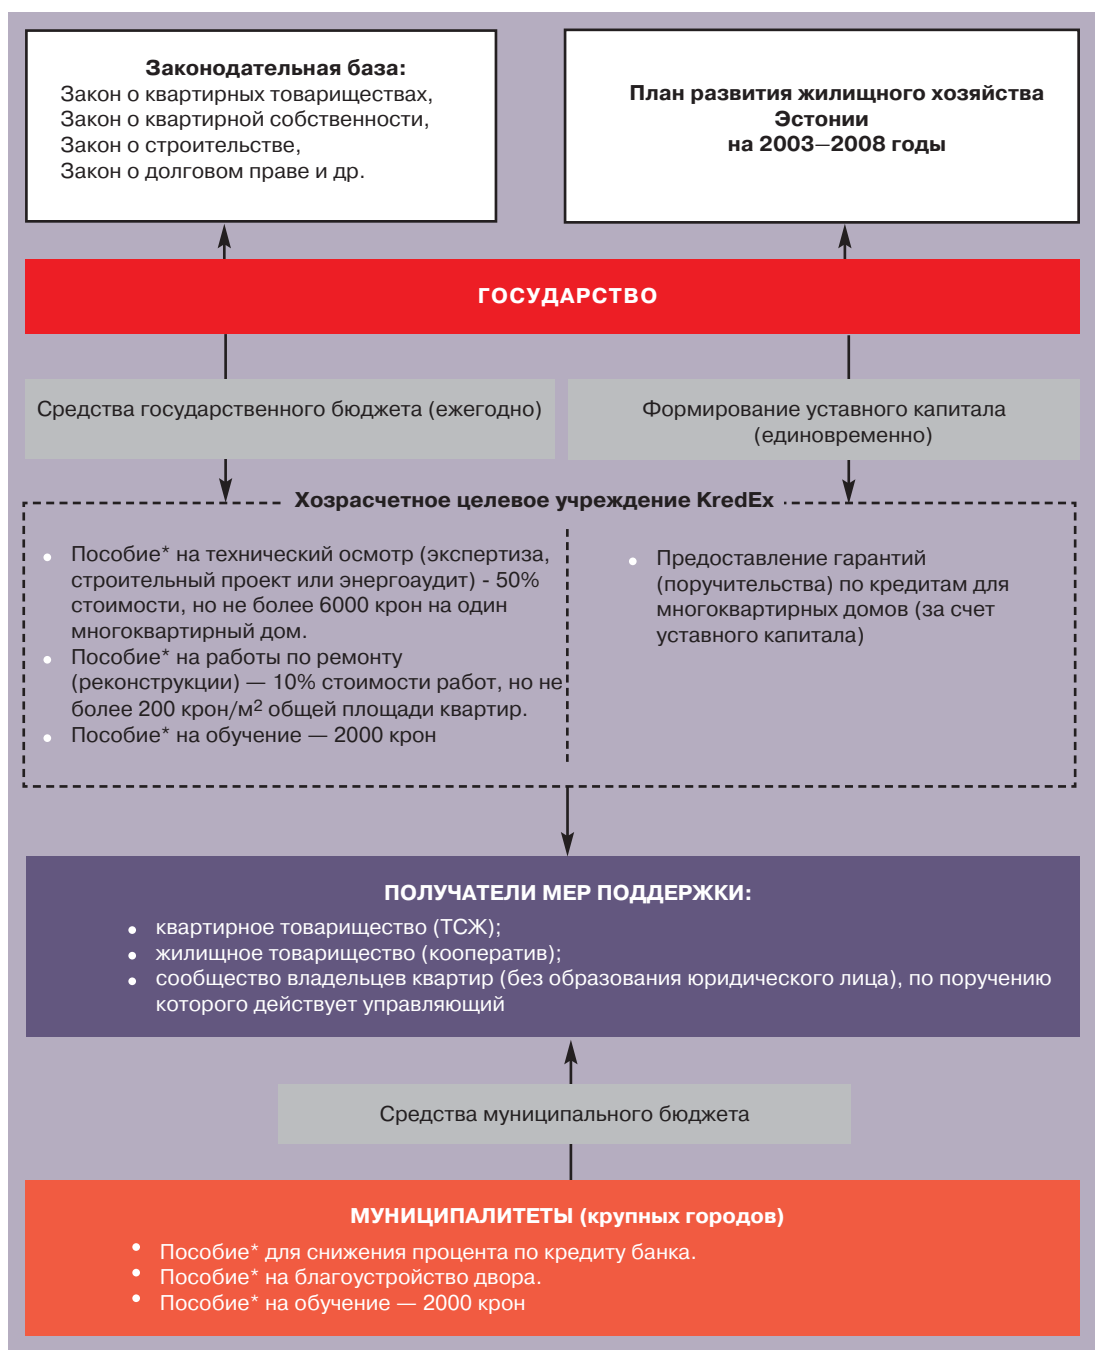 Законодательная база:
Закон о квартирных товариществах,
Закон о квартирной собственности,
Закон о строительстве,
Закон о долговом праве и др.
План развития жилищного хозяйства
Эстонии
на 2003—2008 годы
ГОСУДАРСТВО
Средства государственного бюджета (ежегодно)
Формирование уставного капитала
(единовременно)
Хозрасчетное целевое учреждение KredEx
• Пособие* на технический осмотр (экспертиза,
строительный проект или энергоаудит) - 50%
стоимости, но не более 6000 крон на один
многоквартирный дом.
• Пособие* на работы по ремонту
(реконструкции) — 10% стоимости работ, но не
более 200 крон/м² общей площади квартир.
• Пособие* на обучение — 2000 крон
• Предоставление гарантий
(поручительства) по кредитам для
многоквартирных домов (за счет
уставного капитала)
ПОЛУЧАТЕЛИ МЕР ПОДДЕРЖКИ:
• квартирное товарищество (ТСЖ);
• жилищное товарищество (кооператив);
• сообщество владельцев квартир (без образования юридического лица), по поручению
которого действует управляющий
Средства муниципального бюджета
МУНИЦИПАЛИТЕТЫ (крупных городов)
• Пособие* для снижения процента по кредиту банка.
• Пособие* на благоустройство двора.
• Пособие* на обучение — 2000 крон